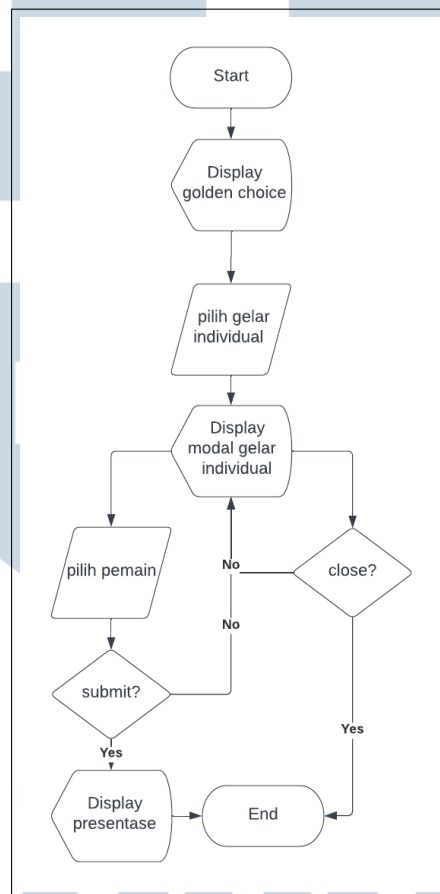 Start
Display
golden choice
pilih gelar
individual
Display
modal gelar
individual
pilih pemain
No
close?
No
submit?
Yes
Yes
Display
presentase
End